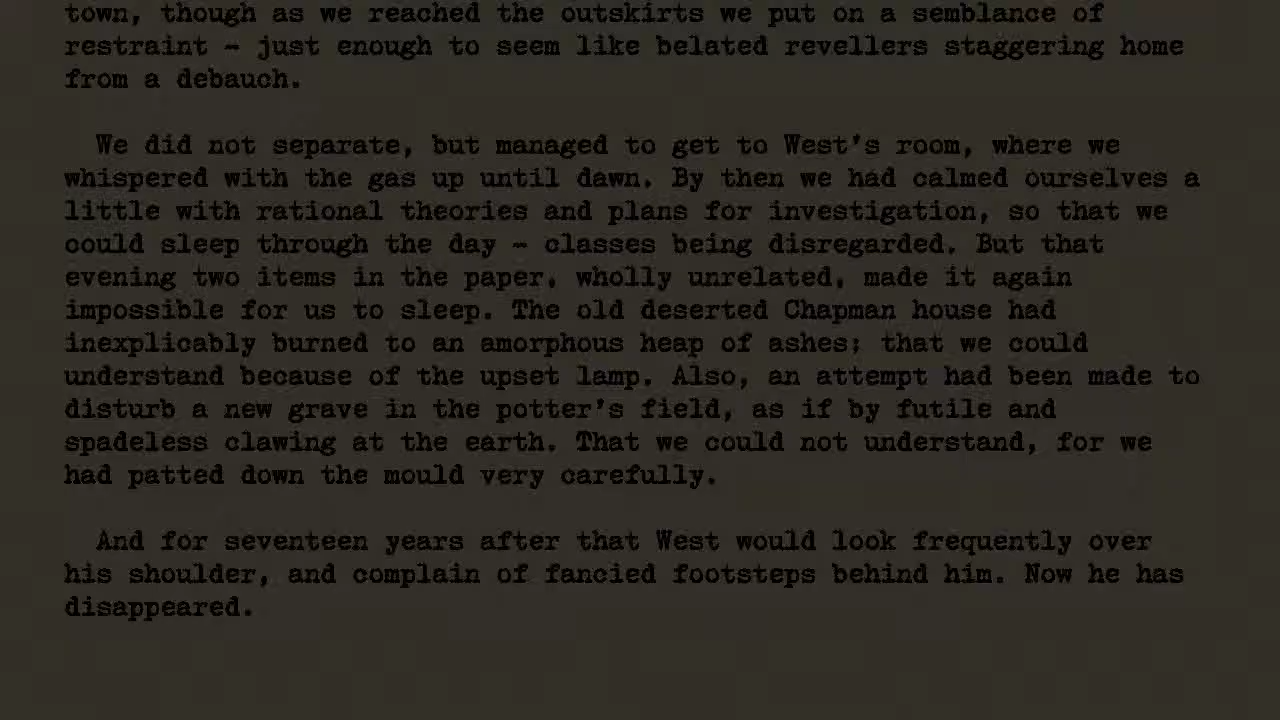 town, though as we reached the outskirts we put on a semblance of
restraint – just enough to seem like belated revellers staggering home
from a debauch.
We did not separate, but managed to get to West's room, where we
whispered with the gas up until dawn. By then we had calmed ourselves a
little with rational theories and plans for investigation, so that we
could sleep through the day – classes being disregarded. But that
evening two items in the paper, wholly unrelated, made it again
impossible for us to sleep. The old deserted Chapman house had
inexplicably burned to an amorphous heap of ashes; that we could
understand because of the upset lamp. Also, an attempt had been made to
disturb a new grave in the potter's field, as if by futile and
spadeless clawing at the earth. That we could not understand, for we
had patted down the mould very carefully.
And for seventeen years after that West would look frequently over
his shoulder, and complain of fancied footsteps behind him. Now he has
disappeared.